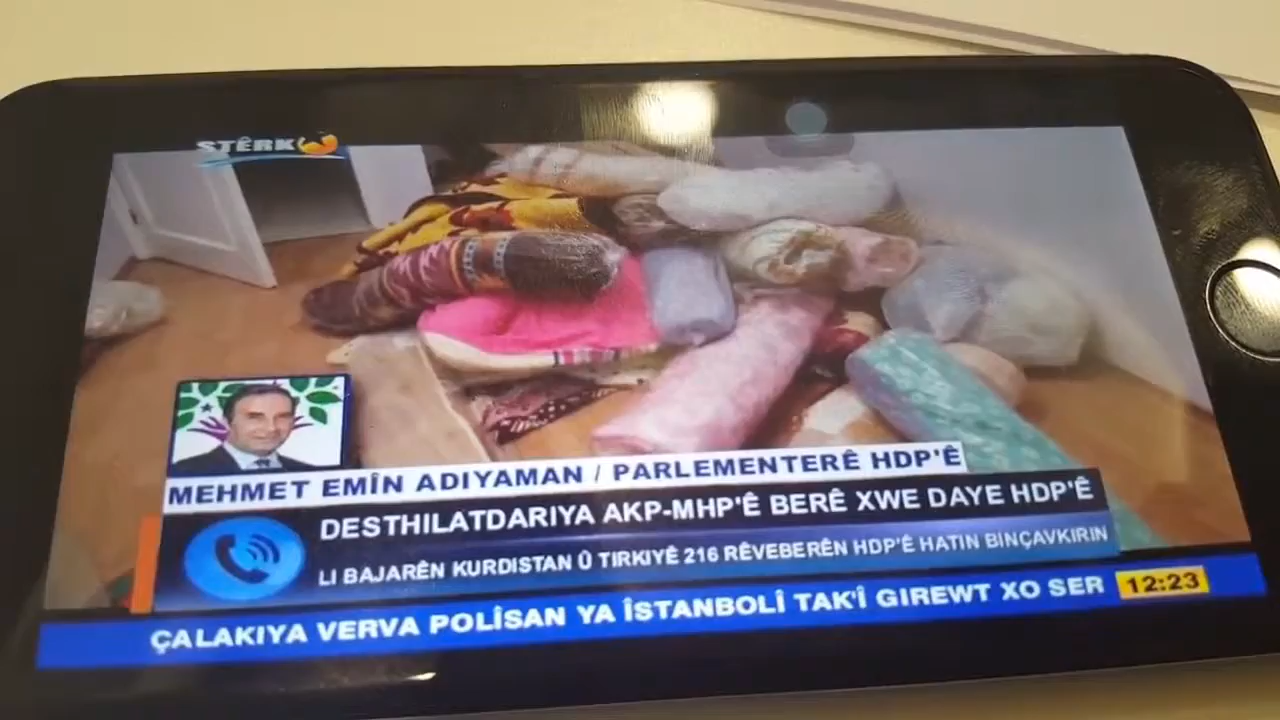 STÊRK
MEHMET EMÎN ADIYAMAN / PARLEMENTERÊ HDP'Ê
DESTHILATDARIYA AKP-MHP'Ê BERÊ XWE DAYE HDP'Ê
LI BAJARÊN KURDISTAN Û TIRKIYÊ 216 RÊVEBERÊN HDP'Ê HATIN BINÇAVKIRIN
ÇALAKIYA VERVA POLÎSAN YA ÎSTANBOLÎ TAK'Î GIREWT XO SER 12:23